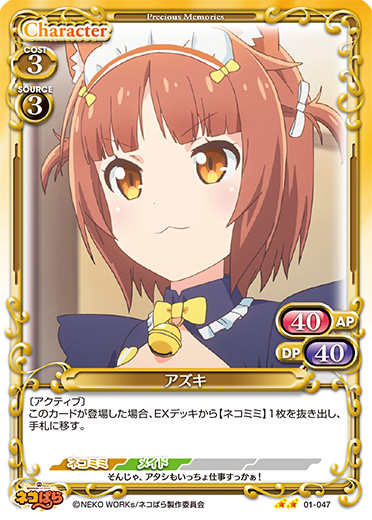 Precious Memories
Character
COST
3
SOURCE
3
40 AP
DP 40
アズキ
[アクティブ]
このカードが登場した場合、EXデッキから【ネコミミ】1枚を抜き出し、
手札に移す。
ネコミミ メイド
そんじゃ、アタシもいっちょ仕事すっかぁ!
ネコぱら
©NEKO WORKs/ネコぱら製作委員会
01-047